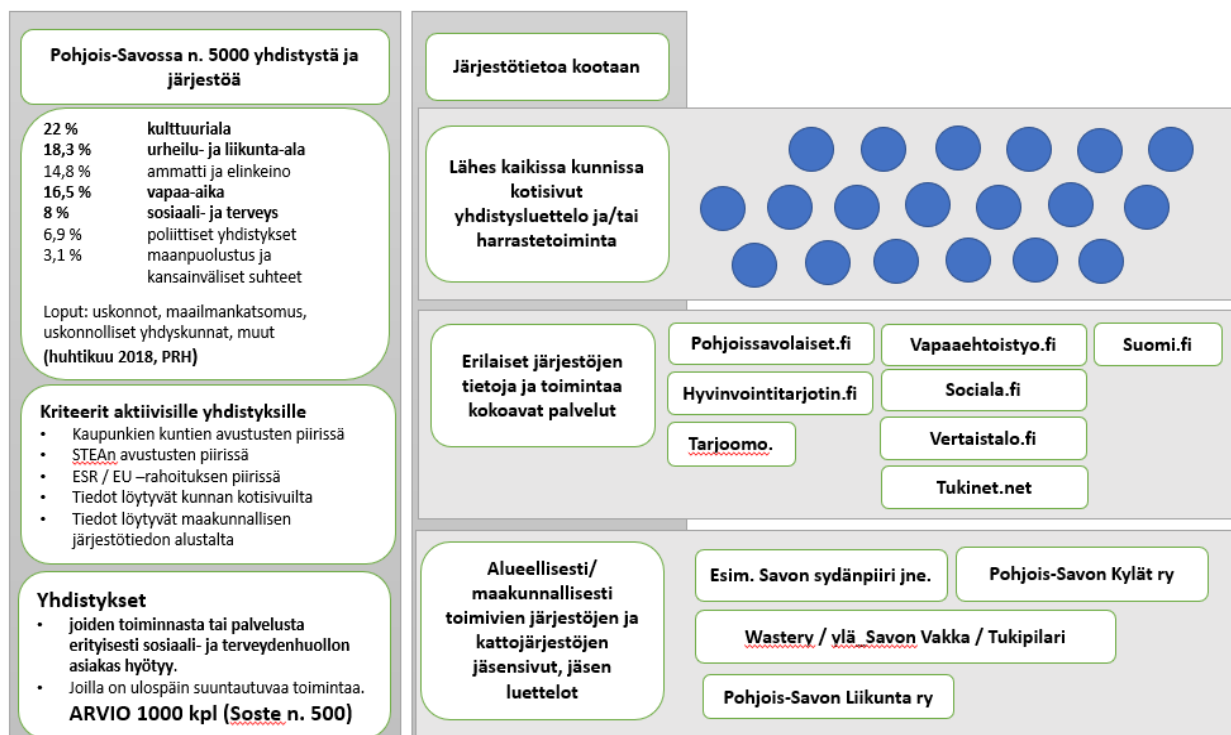 Pohjois-Savossa n. 5000 yhdistystä ja
järjestöä
22 % kulttuuriala
18,3 % urheilu- ja liikunta-ala
14,8 % ammatti ja elinkeino
16,5 % vapaa-aika
8 % sosiaali- ja terveys
6,9 % poliittiset yhdistykset
3,1 % maanpuolustus ja
kansainväliset suhteet
Loput: uskonnot, maailmankatsomus,
uskonnolliset yhdyskunnat, muut
(huhtikuu 2018, PRH)
Kriteerit aktiivisille yhdistyksille
• Kaupunkien kuntien avustusten piirissä
• STEAn avustusten piirissä
• ESR / EU –rahoituksen piirissä
• Tiedot löytyvät kunnan kotisivuilta
• Tiedot löytyvät maakunnallisen
järjestötiedon alustalta
Yhdistykset
• joiden toiminnasta tai palvelusta
erityisesti sosiaali- ja terveydenhuollon
asiakas hyötyy.
• Joilla on ulospäin suuntautuvaa toimintaa.
ARVIO 1000 kpl (Soste n. 500)
Järjestötietoa kootaan
Lähes kaikissa kunnissa
kotisivut
yhdistysluettelo ja/tai
harrastetoiminta
Erilaiset järjestöjen
tietoja ja toimintaa
kokoavat palvelut
Pohjoissavolaiset.fi
Hyvinvointitarjotin.fi
Tarjoomo.
Vapaaehtoistyo.fi
Sociala.fi
Vertaistalo.fi
Tukinet.net
Suomi.fi
Alueellisesti/
maakunnallisesti
toimivien järjestöjen ja
kattojärjestöjen
jäsensivut, jäsen
luettelot
Esim. Savon sydänpiiri jne.
Pohjois-Savon Kylät ry
Wastery / ylä_Savon Vakka / Tukipilari
Pohjois-Savon Liikunta ry